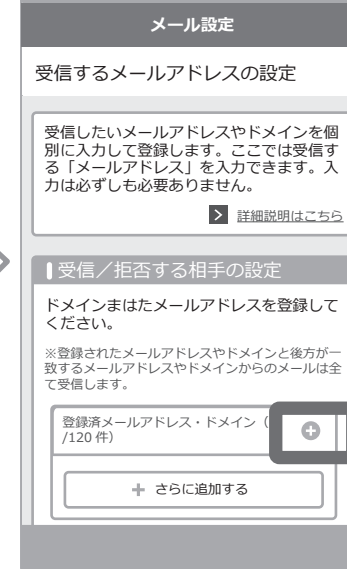 メール設定
受信するメールアドレスの設定
受信したいメールアドレスやドメインを個
別に入力して登録します。ここでは受信す
る「メールアドレス」を入力できます。入
力は必ずしも必要ありません。
詳細説明はこちら
受信／拒否する相手の設定
ドメインまはたメールアドレスを登録して
ください。
※登録されたメールアドレスやドメインと後方が一
致するメールアドレスやドメインからのメールは全
て受信します。
登録済メールアドレス・ドメイン（
/120 件）
+ さらに追加する